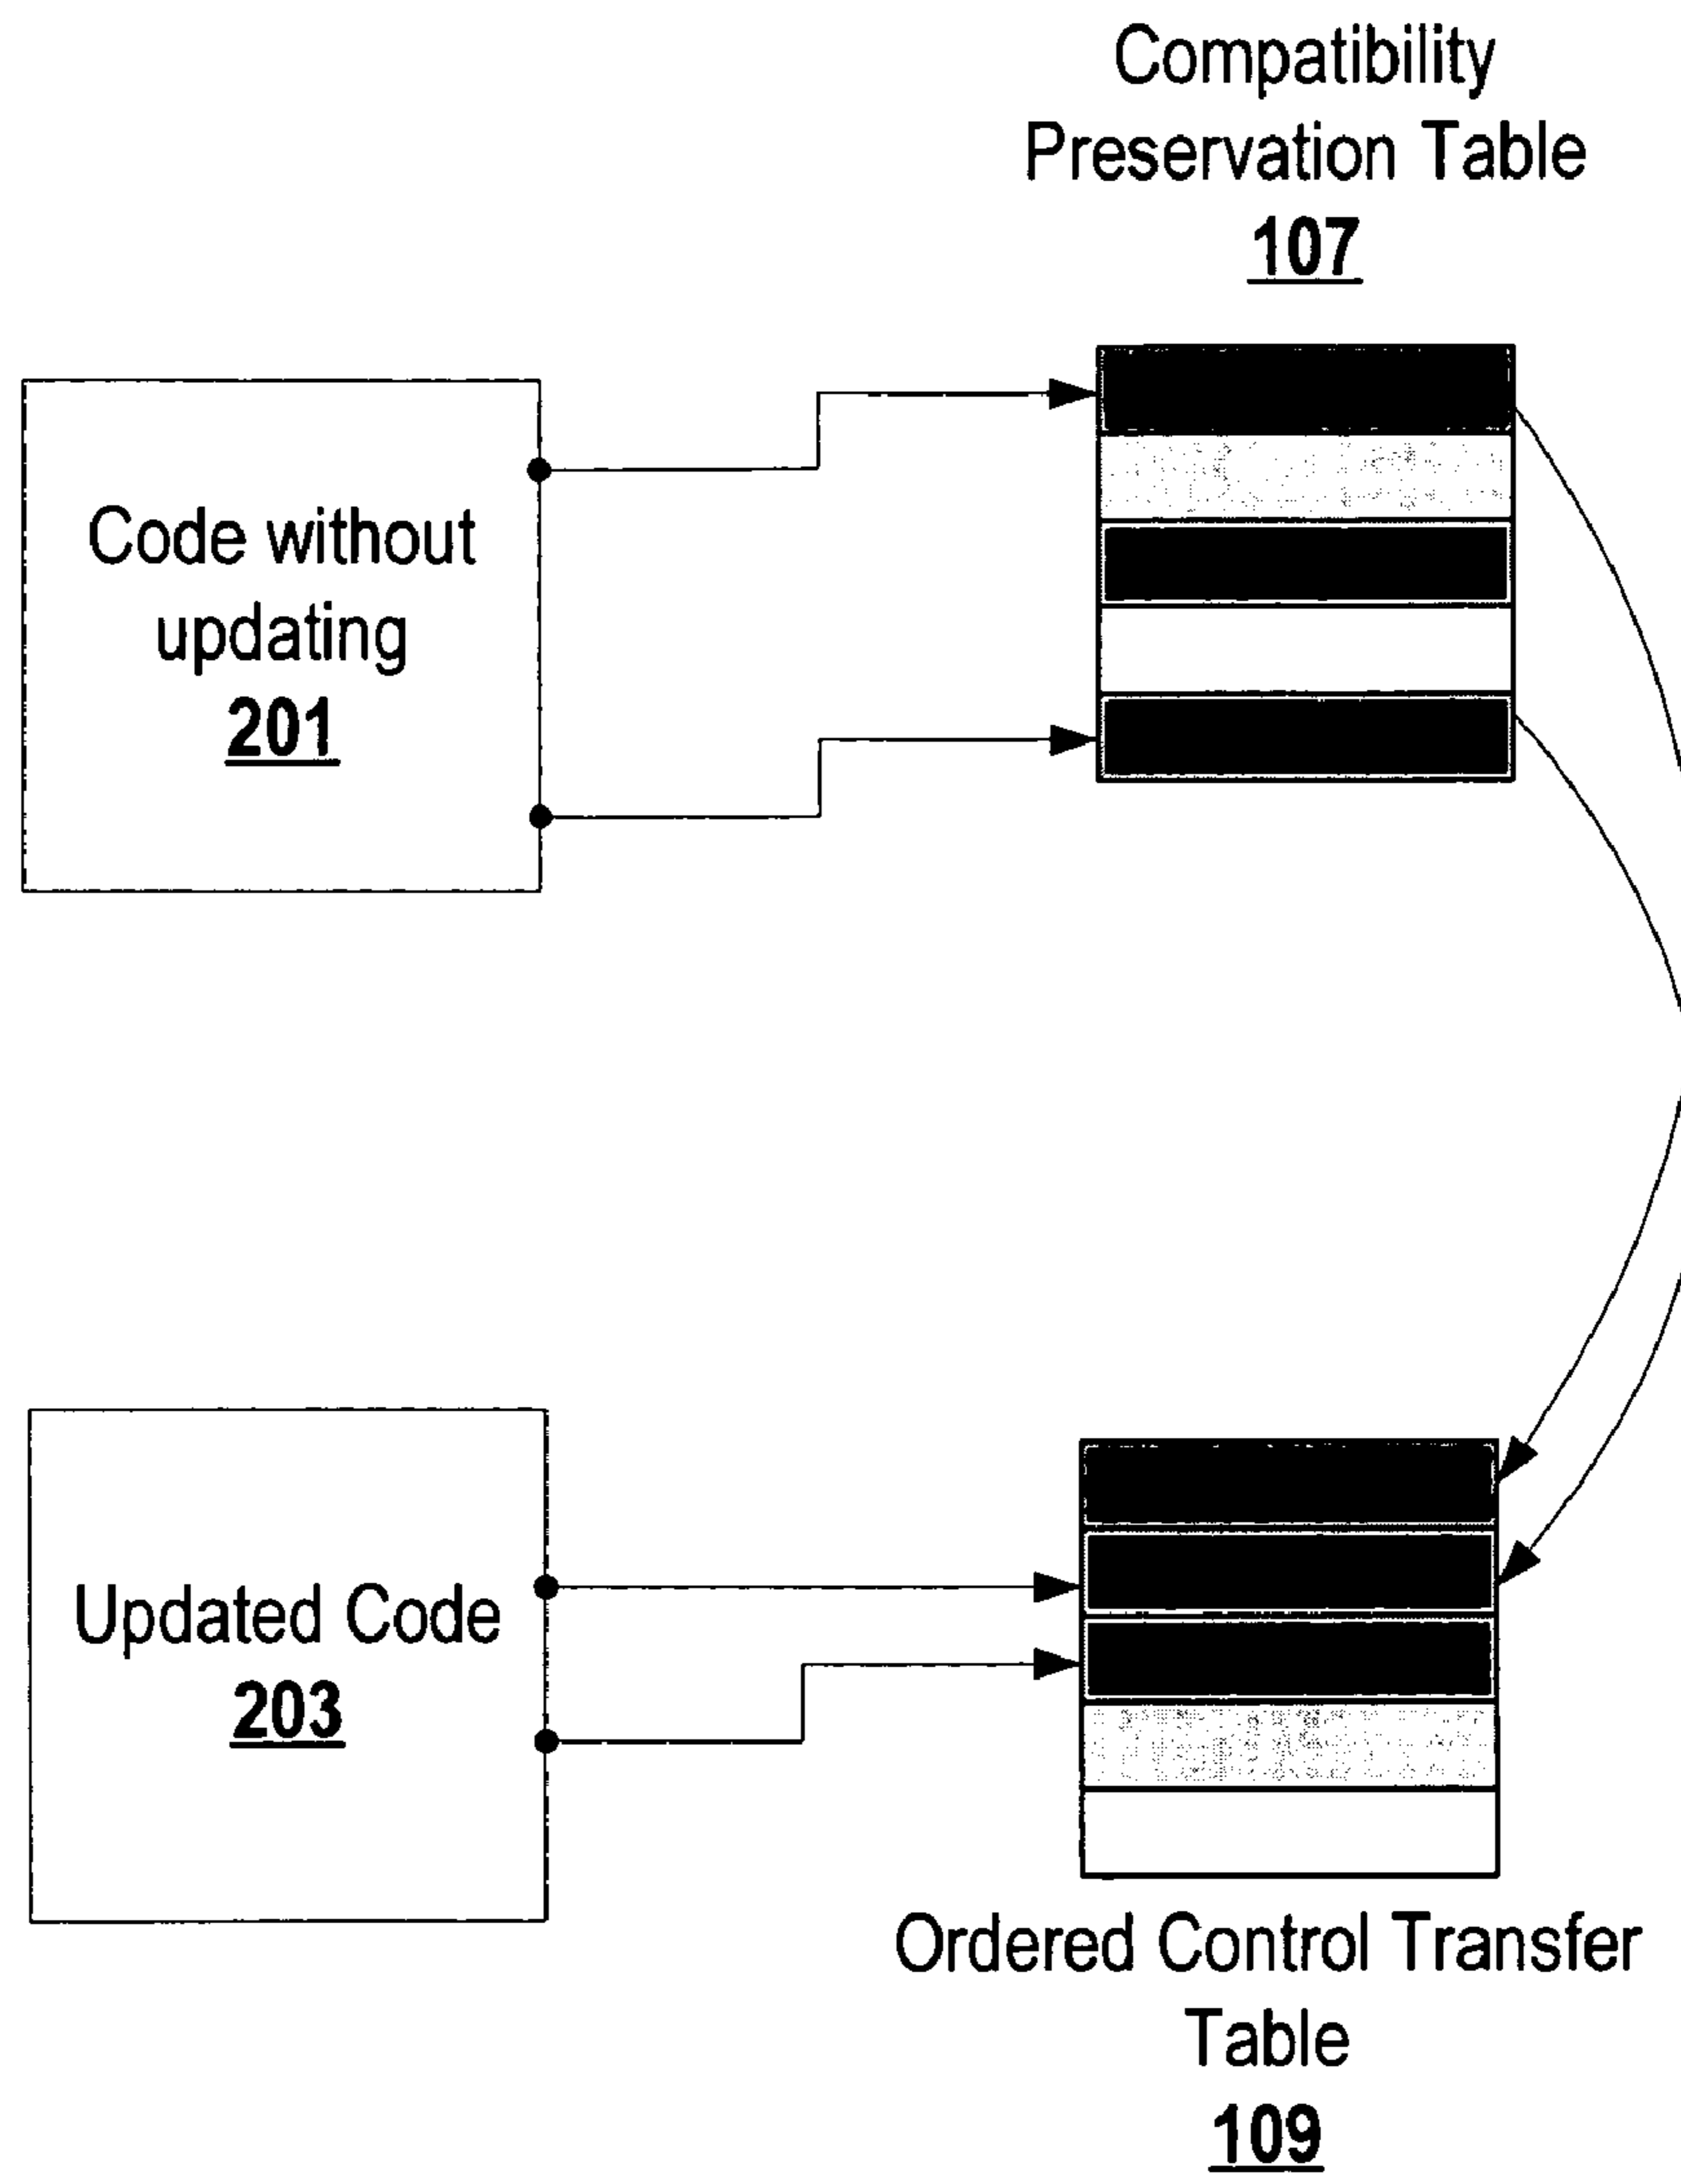 Compatibility
Preservation Table
107
Code without
updating
201
Updated Code
203
Ordered Control Transfer
Table
109